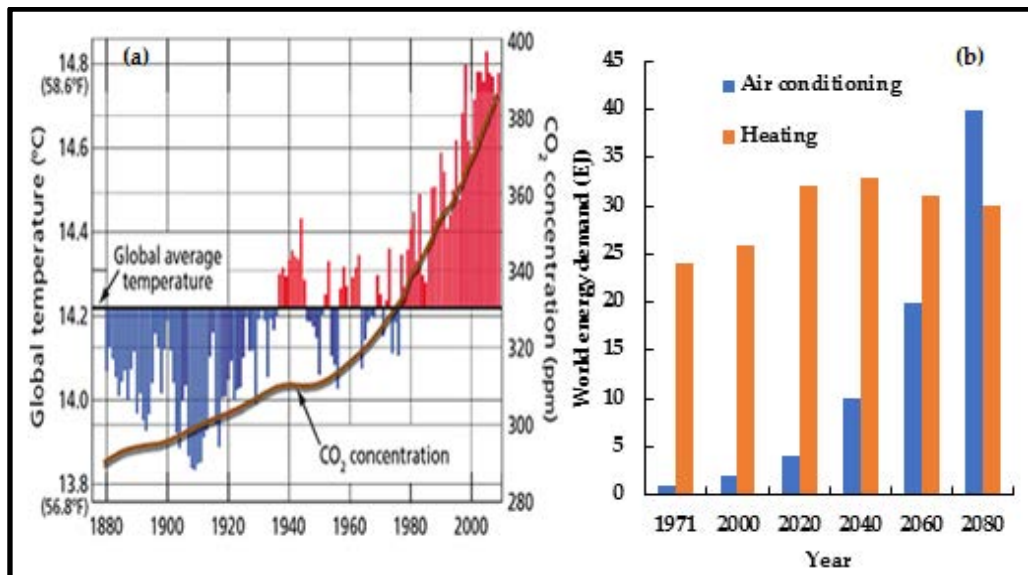 (a)
Global temperature (°C)
14.8
(58.6°F)
14.6
14.4
14.2
14.0
13.8
(56.8°F)
Global average
temperature
CO₂ concentration
1880 1900 1920 1940 1960 1980 2000
400
380
360
340
320
300
280
CO₂ concentration (ppm)
(b)
World energy demand (EJ)
45
40
35
30
25
20
15
10
5
0
Air conditioning
Heating
1971 2000 2020 2040 2060 2080
Year